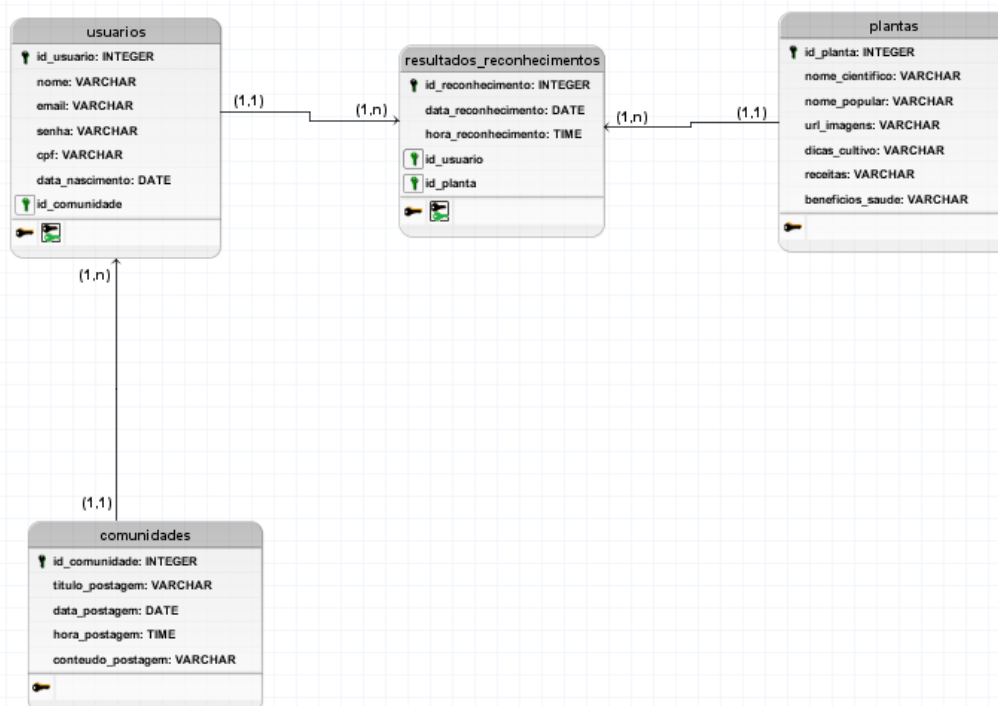 usuarios
id_usuario: INTEGER
nome: VARCHAR
email: VARCHAR
senha: VARCHAR
cpf: VARCHAR
data_nascimento: DATE
id_comunidade
(1,1)
(1,n)
resultados_reconhecimentos
id_reconhecimento: INTEGER
data_reconhecimento: DATE
hora_reconhecimento: TIME
id_usuario
id_planta
(1,n)
(1,1)
plantas
id_planta: INTEGER
nome_cientifico: VARCHAR
nome_popular: VARCHAR
url_imagens: VARCHAR
dicas_cultivo: VARCHAR
receitas: VARCHAR
beneficios_saude: VARCHAR
(1,n)
(1,1)
comunidades
id_comunidade: INTEGER
titulo_postagem: VARCHAR
data_postagem: DATE
hora_postagem: TIME
conteudo_postagem: VARCHAR